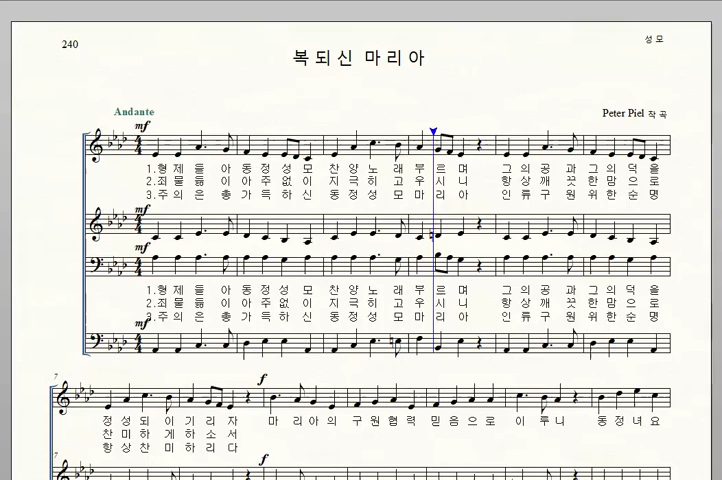 240
성모
복되신 마리아
Andante
Peter Piel 작곡
mf
1.형제들 아동정성모 찬양노래부르며 그의공과그의덕을
2.죄물듦 이아주없이 지극히고우시니 항상깨끗한맘으로
3.주의은총가득하신 동정성모마리아 인류구원위한순명
mf
mf
1.형제들 아동정성모 찬양노래부르며 그의공과그의덕을
2.죄물듦 이아주없이 지극히고우시니 항상깨끗한맘으로
3.주의은총가득하신 동정성모마리아 인류구원위한순명
mf
7
f
정성되이기리자 마리아의구원협력믿음으로이루니 동정녀요
찬미하게하소서
항상찬미하리다
7
f